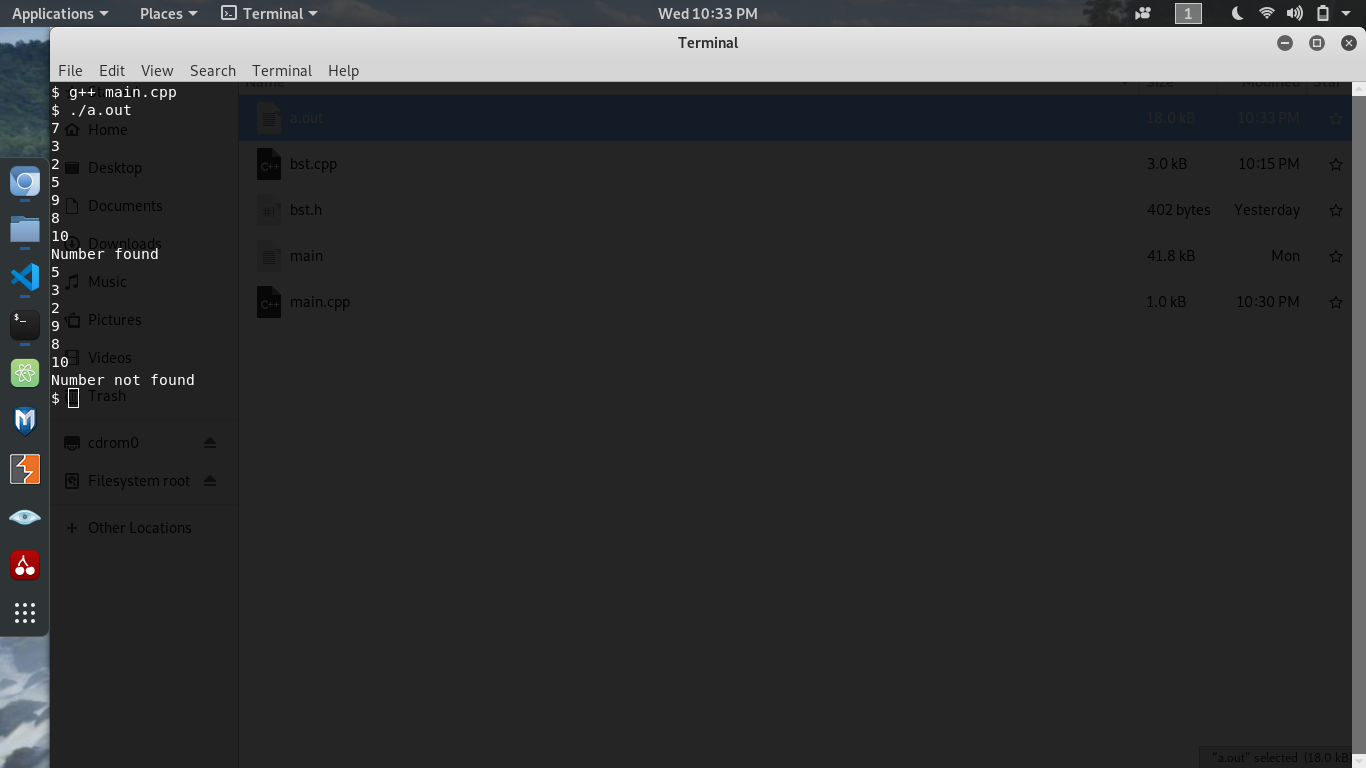 Applications Places Terminal Wed 10:33 PM 1
Terminal
File Edit View Search Terminal Help
$ g++ main.cpp
$ ./a.out
7
3
2
5
9
8
10
Number found
5
3
2
9
8
10
Number not found
$
Home
Desktop
Documents
Downloads
Music
Pictures
Videos
Trash
cdrom0
Filesystem root
Other Locations
Name Size Modified Star
a.out 18.0 kB 10:33 PM
bst.cpp 3.0 kB 10:15 PM
bst.h 402 bytes Yesterday
main 41.8 kB Mon
main.cpp 1.0 kB 10:30 PM
"a.out" selected (18.0 kB